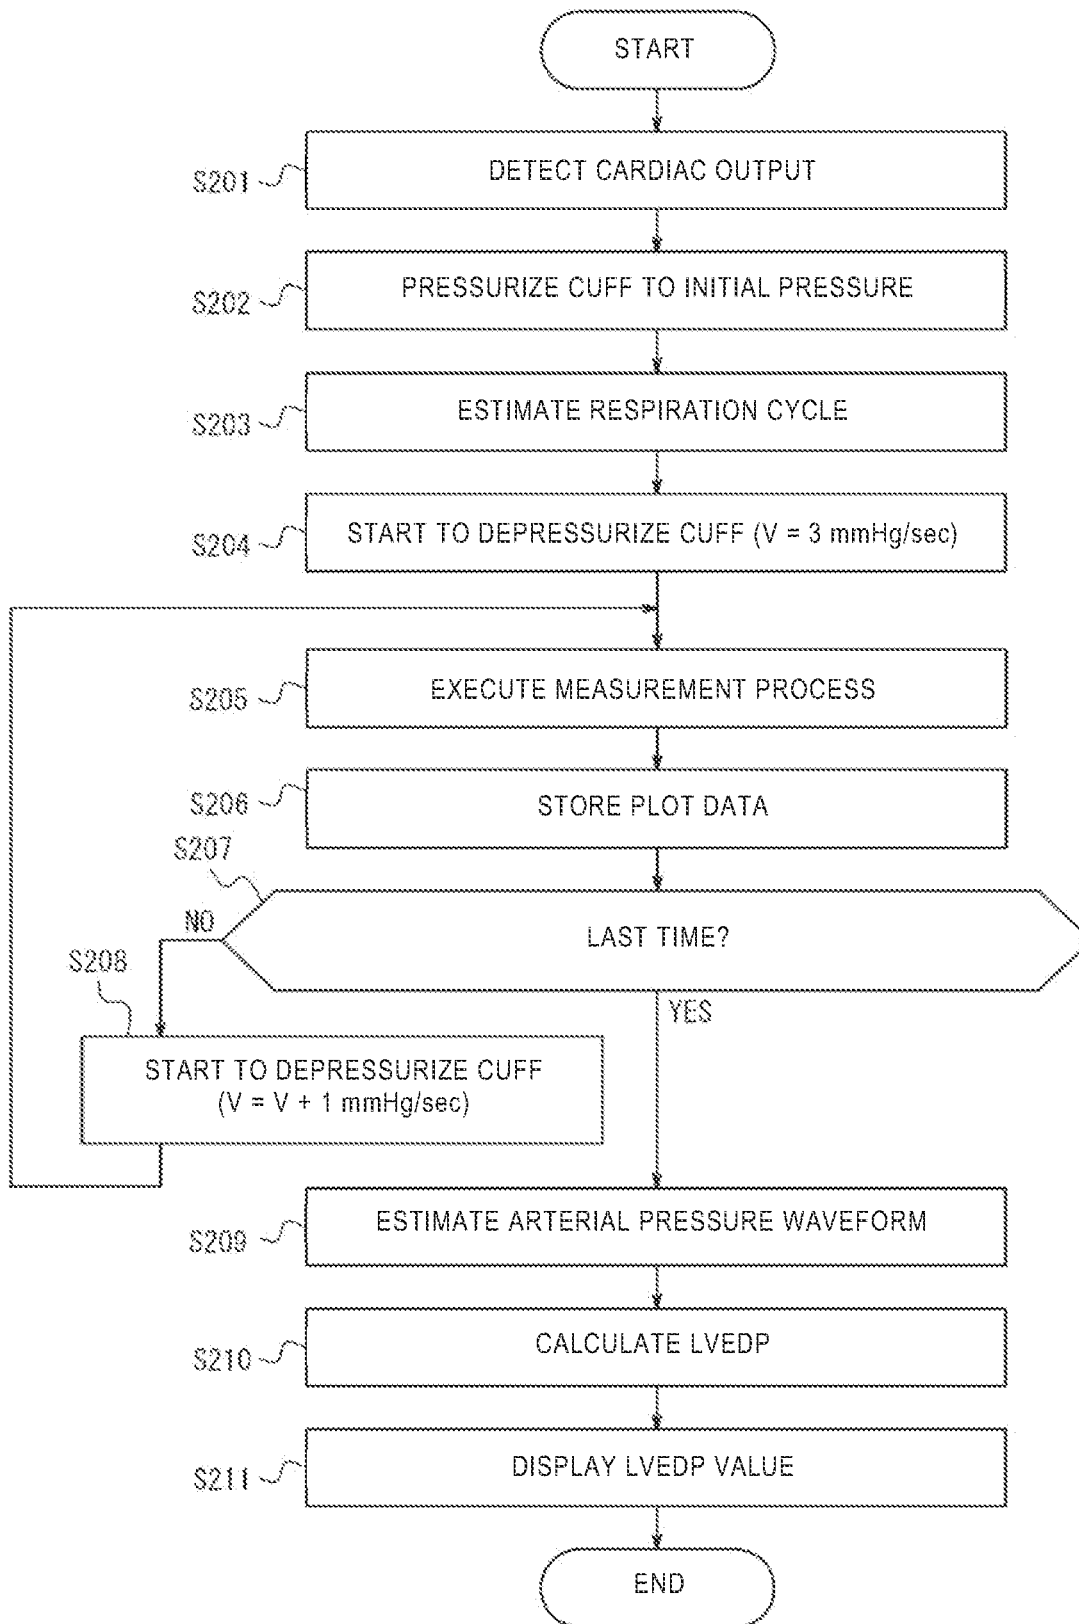 START
S201
DETECT CARDIAC OUTPUT
S202
PRESSURIZE CUFF TO INITIAL PRESSURE
S203
ESTIMATE RESPIRATION CYCLE
S204
START TO DEPRESSURIZE CUFF (V = 3 mmHg/sec)
S205
EXECUTE MEASUREMENT PROCESS
S206
STORE PLOT DATA
S207
LAST TIME?
NO
YES
S208
START TO DEPRESSURIZE CUFF
(V = V + 1 mmHg/sec)
S209
ESTIMATE ARTERIAL PRESSURE WAVEFORM
S210
CALCULATE LVEDP
S211
DISPLAY LVEDP VALUE
END